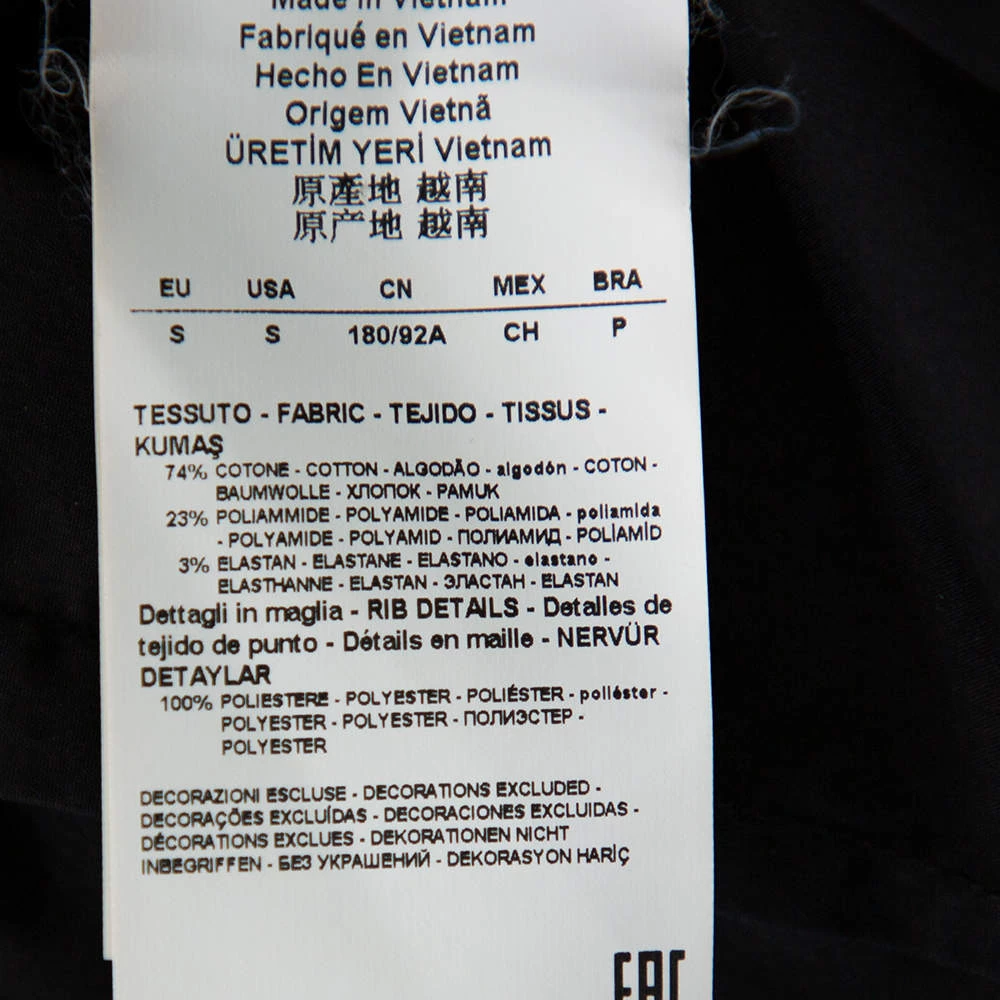 Made in Vietnam
Fabriqué en Vietnam
Hecho En Vietnam
Origem Vietnã
ÜRETİM YERİ Vietnam
原產地 越南
原产地 越南
EU USA CN MEX BRA
S S 180/92A CH P
TESSUTO - FABRIC - TEJIDO - TISSUS -
KUMAŞ
74% COTONE - COTTON - ALGODÃO - algodón - COTON -
BAUMWOLLE - ХЛОПОК - PAMUK
23% POLIAMMIDE - POLYAMIDE - POLIAMIDA - poliamida
- POLYAMIDE - POLYAMID - ПОЛИАМИД - POLİAMİD
3% ELASTAN - ELASTANE - ELASTANO - elastano -
ELASTHANNE - ELASTAN - ЭЛАСТАН - ELASTAN
Dettagli in maglia - RIB DETAILS - Detalles de
tejido de punto - Détails en maille - NERVÜR
DETAYLAR
100% POLIESTERE - POLYESTER - POLIÉSTER - poliéster -
POLYESTER - POLYESTER - ПОЛИЭСТЕР -
POLYESTER
DECORAZIONI ESCLUSE - DECORATIONS EXCLUDED -
DECORAÇÕES EXCLUÍDAS - DECORACIONES EXCLUIDAS -
DÉCORATIONS EXCLUES - DEKORATIONEN NICHT
INBEGRIFFEN - БЕЗ УКРАШЕНИЙ - DEKORASYON HARİÇ
EAC